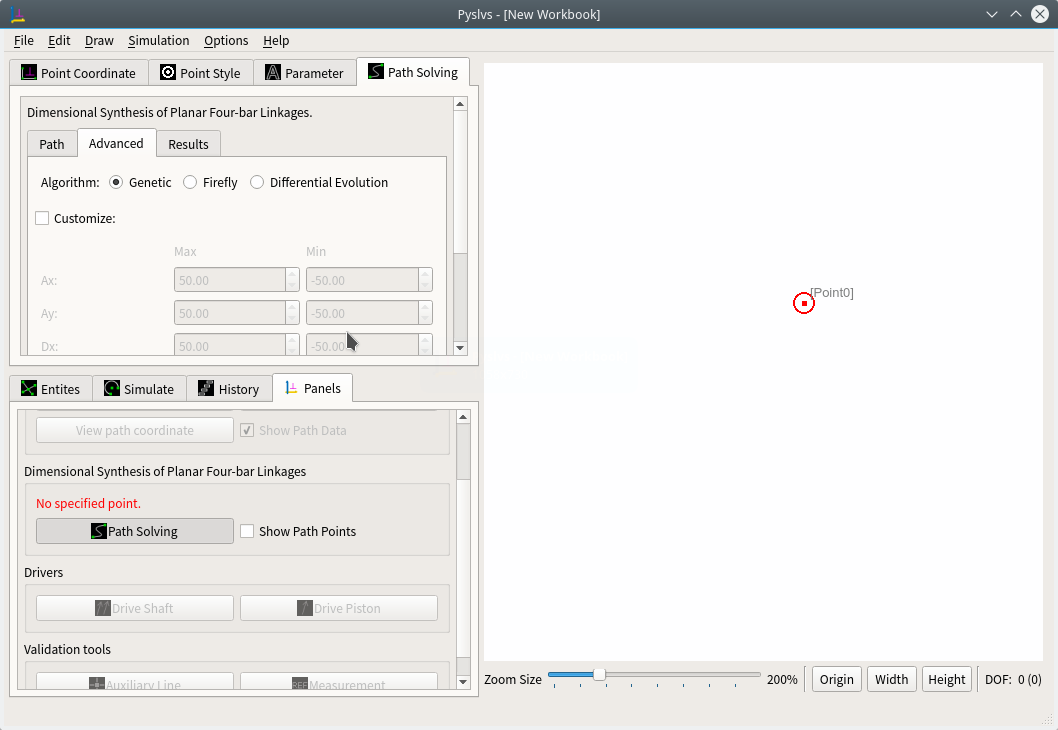 Pyslvs - [New Workbook]
File Edit Draw Simulation Options Help
Point Coordinate Point Style Parameter Path Solving
Dimensional Synthesis of Planar Four-bar Linkages.
Path Advanced Results
Algorithm: Genetic Firefly Differential Evolution
Customize:
Max Min
Ax: 50.00 -50.00
Ay: 50.00 -50.00
Dx: 50.00 -50.00
[Point0]
Entites Simulate History Panels
View path coordinate Show Path Data
Dimensional Synthesis of Planar Four-bar Linkages
No specified point.
Path Solving Show Path Points
Drivers
Drive Shaft Drive Piston
Validation tools
Auxiliary Line REF Measurement
Zoom Size 200% Origin Width Height DOF: 0 (0)